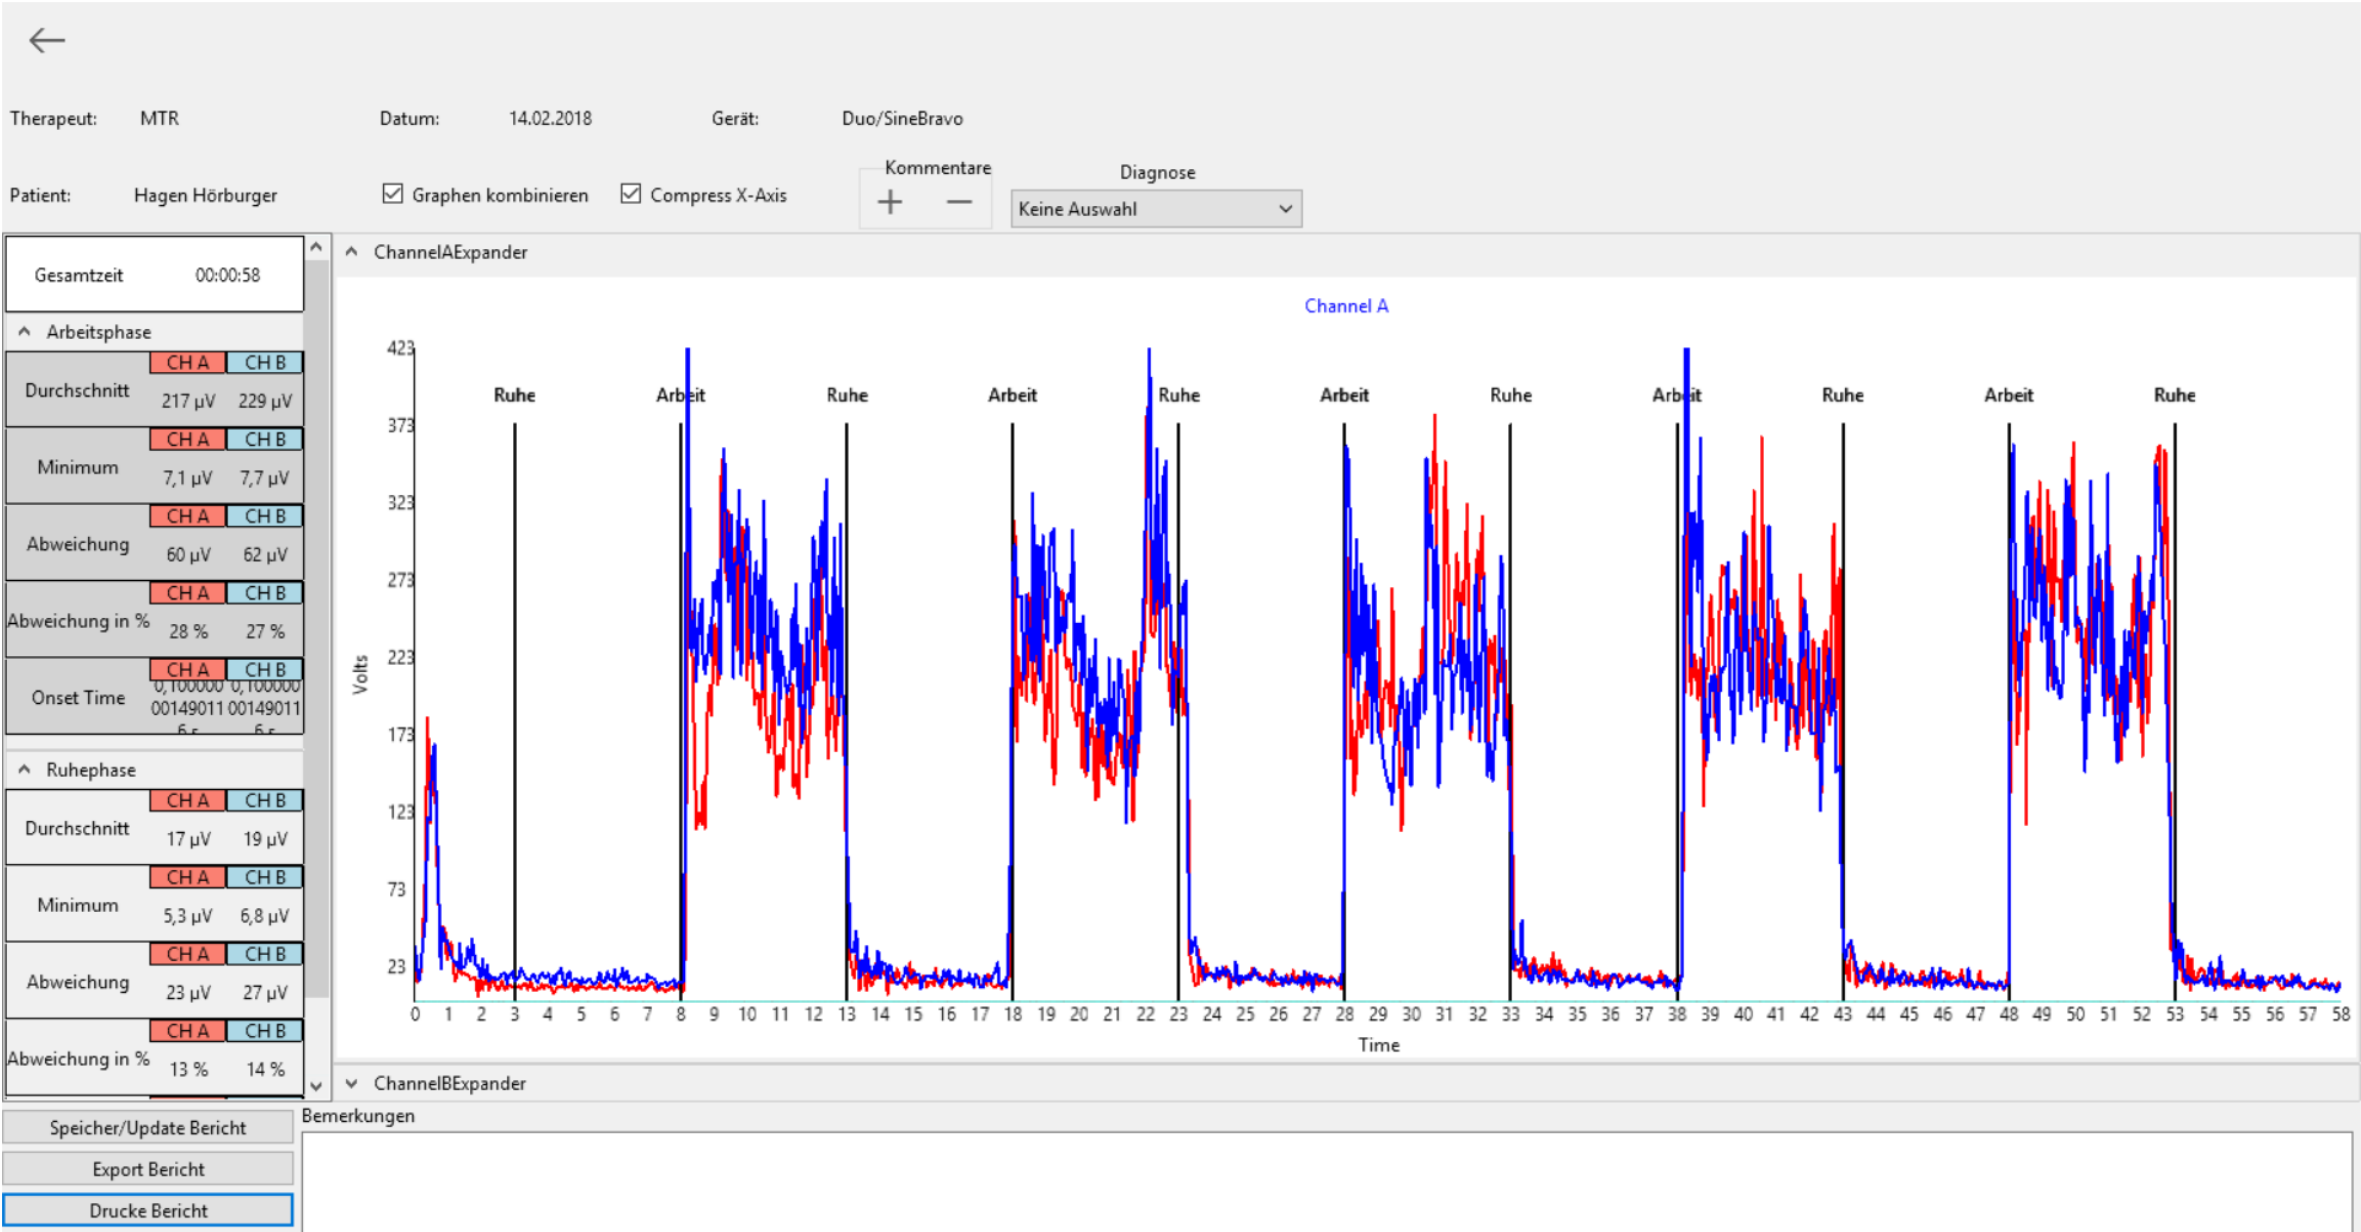 Therapeut: MTR Datum: 14.02.2018 Gerät: Duo/SineBravo
Kommentare
Diagnose
Patient: Hagen Hörburger Graphen kombinieren Compress X-Axis + − Keine Auswahl
ChannelAExpander
Gesamtzeit 00:00:58
Arbeitsphase
CH A CH B
Durchschnitt 217 µV 229 µV
CH A CH B
Minimum 7,1 µV 7,7 µV
CH A CH B
Abweichung 60 µV 62 µV
CH A CH B
Abweichung in % 28 % 27 %
CH A CH B
Onset Time 0,100000 0,100000
00149011 00149011
6 s 6 s
Ruhephase
CH A CH B
Durchschnitt 17 µV 19 µV
CH A CH B
Minimum 5,3 µV 6,8 µV
CH A CH B
Abweichung 23 µV 27 µV
CH A CH B
Abweichung in % 13 % 14 %
Channel A
Ruhe Arbeit Ruhe Arbeit Ruhe Arbeit Ruhe Arbeit Ruhe Arbeit Ruhe
423
373
323
273
223
173
123
73
23
Volts
0 1 2 3 4 5 6 7 8 9 10 11 12 13 14 15 16 17 18 19 20 21 22 23 24 25 26 27 28 29 30 31 32 33 34 35 36 37 38 39 40 41 42 43 44 45 46 47 48 49 50 51 52 53 54 55 56 57 58
Time
ChannelBExpander
Bemerkungen
Speicher/Update Bericht
Export Bericht
Drucke Bericht